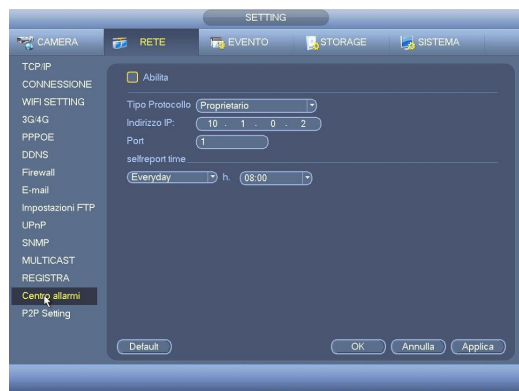 SETTING
CAMERA RETE EVENTO STORAGE SISTEMA
TCP/IP
CONNESSIONE
WIFI SETTING
3G/4G
PPPOE
DDNS
Firewall
E-mail
Impostazioni FTP
UPnP
SNMP
MULTICAST
REGISTRA
Centro allarmi
P2P Setting
Abilita
Tipo Protocollo Proprietario
Indirizzo IP: 10 . 1 . 0 . 2
Port 1
selfreport time
Everyday h. 08:00
Default OK Annulla Applica